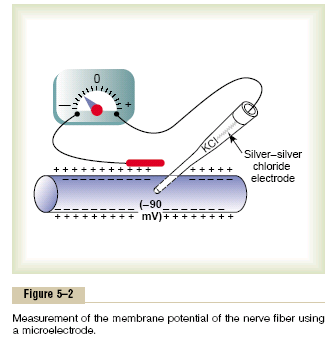 0
– +
KCl
Silver–silver
chloride
electrode
+ + + + + + + + + + + + + + +
– – – – – – – – – – – – – – –
(–90
– – – – – – – – – – – – – – –
+ + + + + + + + + mV) + + + + + + +
Figure 5–2
Measurement of the membrane potential of the nerve fiber using
a microelectrode.